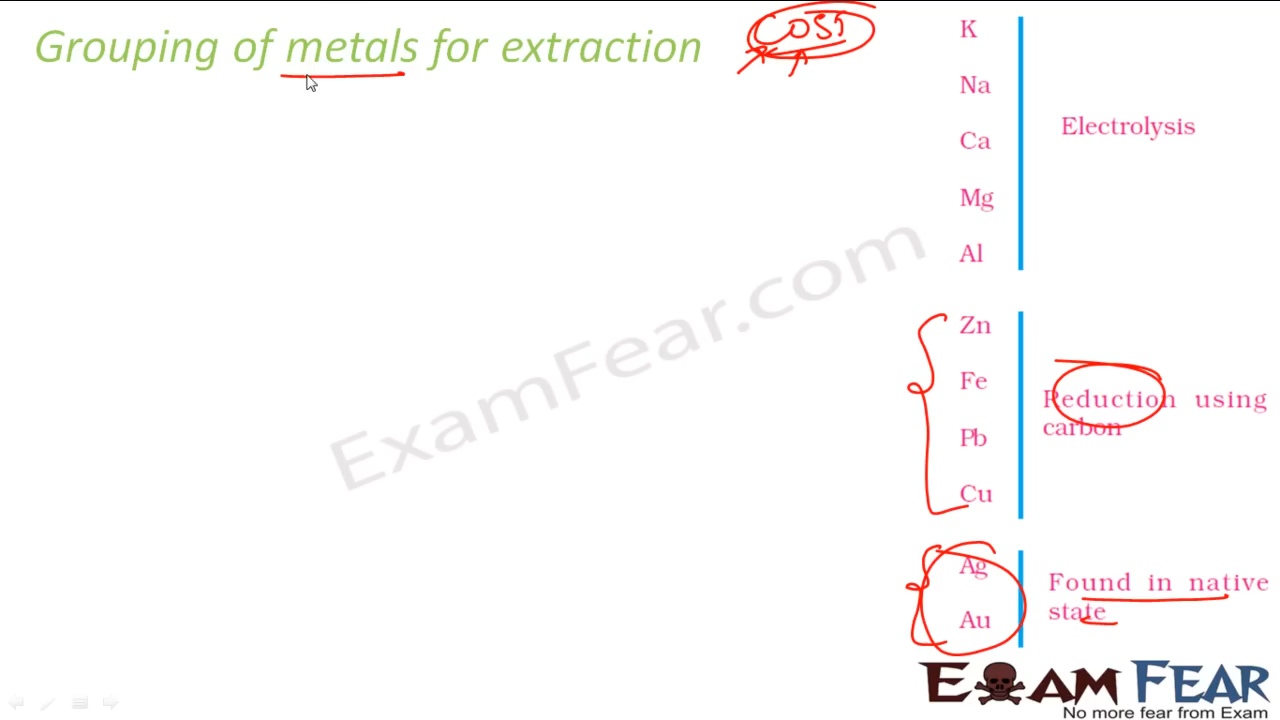 Grouping of metals for extraction
COST
K
Na
Ca
Mg
Al
Electrolysis
Zn
Fe
Pb
Cu
Reduction using
carbon
Ag
Au
Found in native
state
ExamFear.com
EXAM FEAR
No more fear from Exam